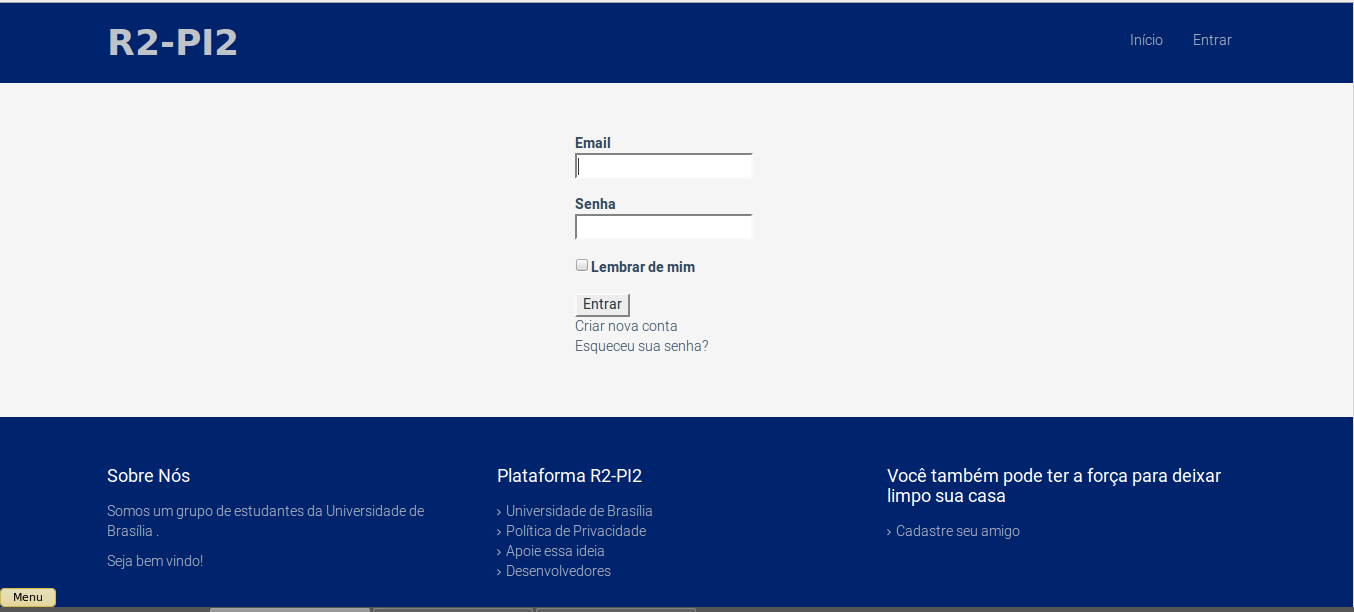 R2-PI2
Início
Entrar
Email
Senha
Lembrar de mim
Entrar
Criar nova conta
Esqueceu sua senha?
Sobre Nós
Somos um grupo de estudantes da Universidade de
Brasília .
Seja bem vindo!
Plataforma R2-PI2
› Universidade de Brasília
› Política de Privacidade
› Apoie essa ideia
› Desenvolvedores
Você também pode ter a força para deixar
limpo sua casa
› Cadastre seu amigo
Menu